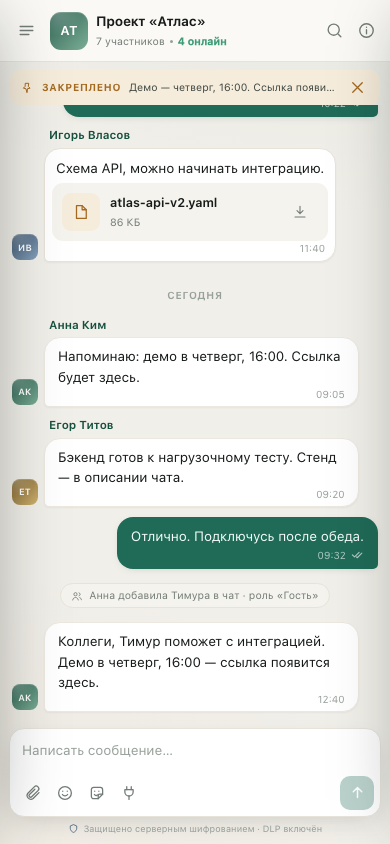 АТ
Проект «Атлас»
7 участников • 4 онлайн
ЗАКРЕПЛЕНО Демо — четверг, 16:00. Ссылка появи...
Игорь Власов
Схема API, можно начинать интеграцию.
atlas-api-v2.yaml
86 КБ
11:40
ИВ
СЕГОДНЯ
Анна Ким
Напоминаю: демо в четверг, 16:00. Ссылка
будет здесь.
09:05
АК
Егор Титов
Бэкенд готов к нагрузочному тесту. Стенд
— в описании чата.
09:20
ЕТ
Отлично. Подключусь после обеда.
09:32
Анна добавила Тимура в чат · роль «Гость»
Коллеги, Тимур поможет с интеграцией.
Демо в четверг, 16:00 — ссылка появится
здесь.
12:40
АК
Написать сообщение...
Защищено серверным шифрованием · DLP включён